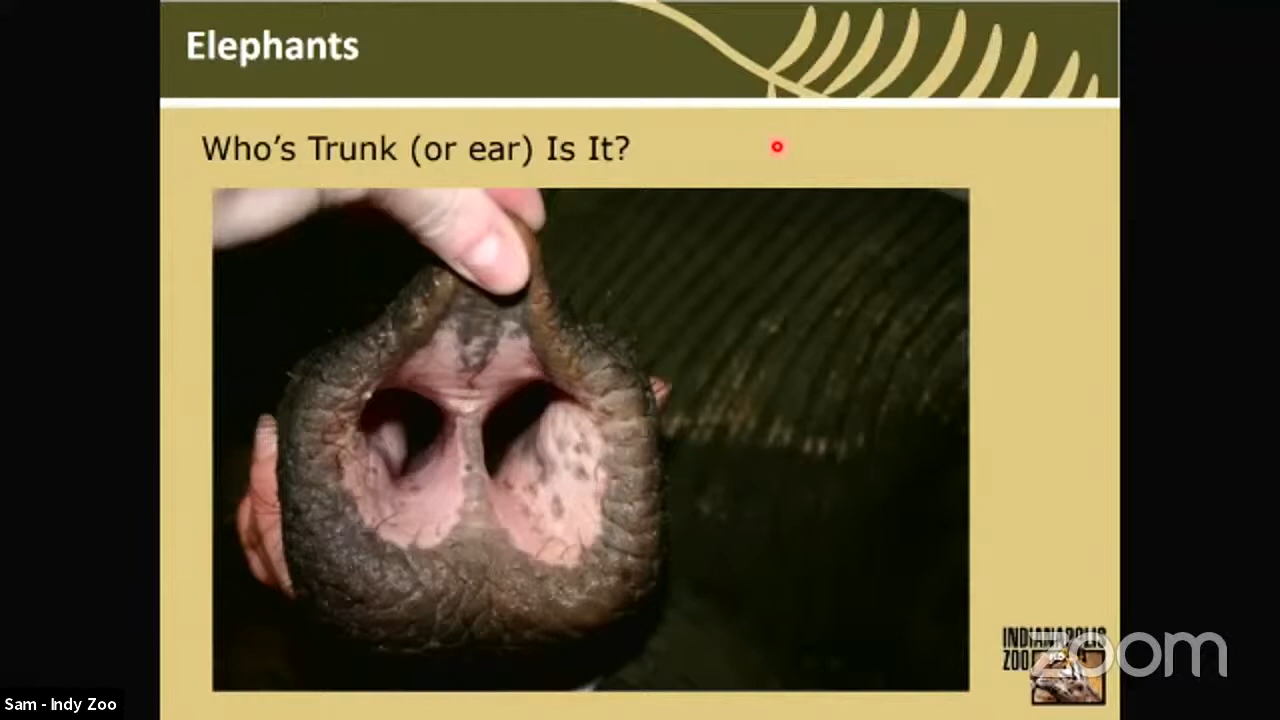 Elephants
Who's Trunk (or ear) Is It?
INDIANAPOLIS
ZOO
zoom
Sam - Indy Zoo